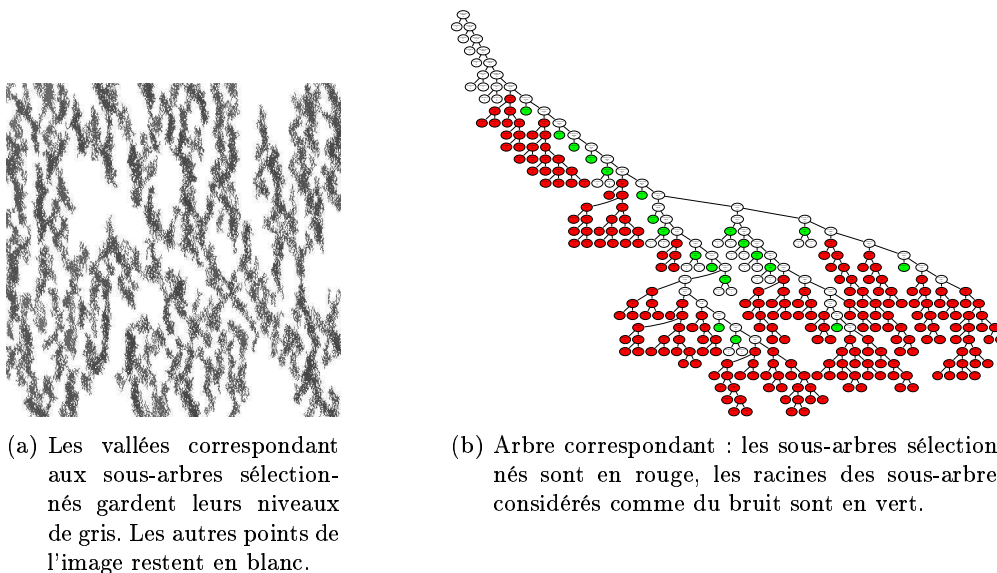 (a) Les vallées correspondant
aux sous-arbres sélection-
nés gardent leurs niveaux
de gris. Les autres points de
l'image restent en blanc.
(b) Arbre correspondant : les sous-arbres sélection
nés sont en rouge, les racines des sous-arbre
considérés comme du bruit sont en vert.